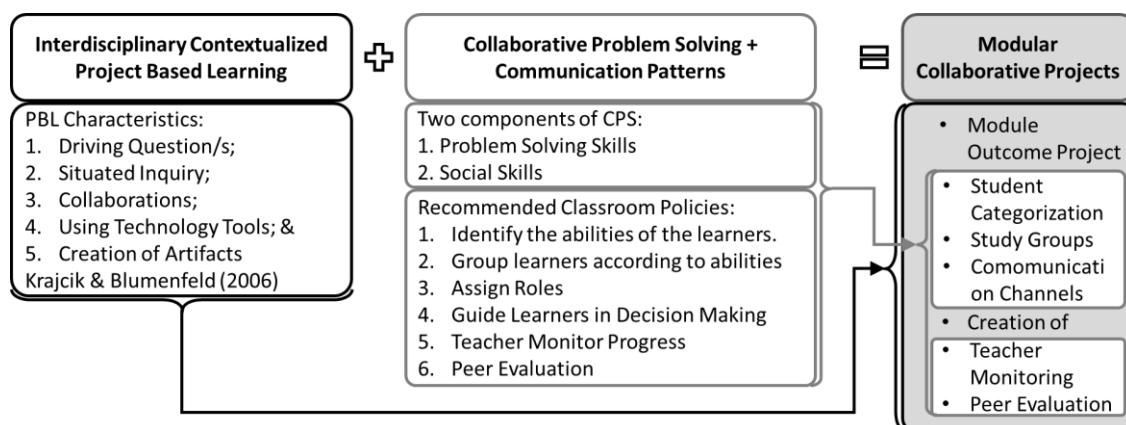 Interdisciplinary Contextualized
Project Based Learning
PBL Characteristics:
1. Driving Question/s;
2. Situated Inquiry;
3. Collaborations;
4. Using Technology Tools; &
5. Creation of Artifacts
Krajcik & Blumenfeld (2006)
Collaborative Problem Solving +
Communication Patterns
Two components of CPS:
1. Problem Solving Skills
2. Social Skills
Recommended Classroom Policies:
1. Identify the abilities of the learners.
2. Group learners according to abilities
3. Assign Roles
4. Guide Learners in Decision Making
5. Teacher Monitor Progress
6. Peer Evaluation
Modular
Collaborative Projects
• Module
Outcome Project
• Student
Categorization
• Study Groups
• Comomunicati
on Channels
• Creation of
• Teacher
Monitoring
• Peer Evaluation